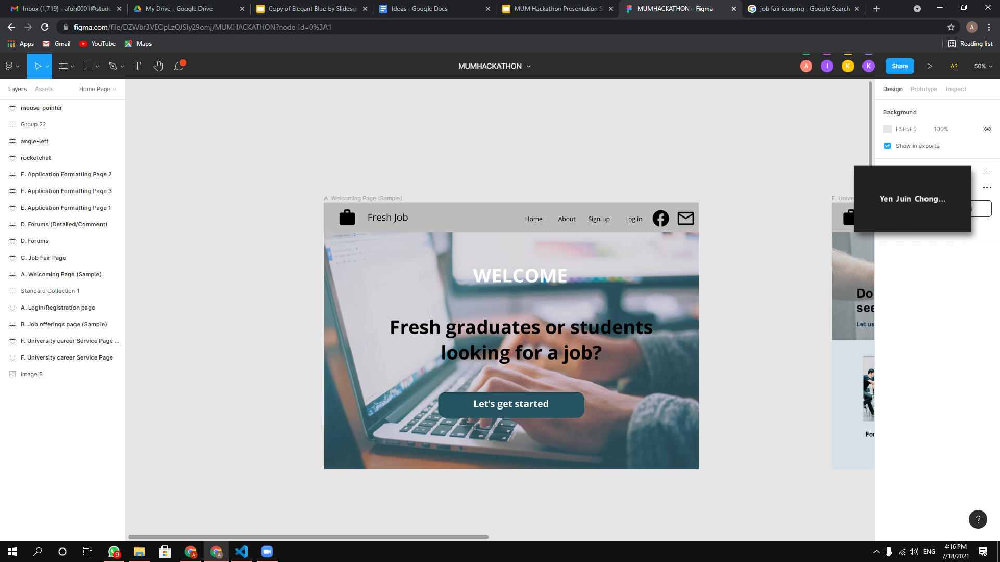 Inbox (1,719) - afoh0001@stude
My Drive - Google Drive
Copy of Elegant Blue by Slidesgo
Ideas - Google Docs
MUM Hackathon Presentation S
MUMHACKATHON – Figma
job fair iconpng - Google Search
figma.com/file/DZWbr3VEOpLzQJSly29omj/MUMHACKATHON?node-id=0%3A1
A
Apps
Gmail
YouTube
Maps
Reading list
MUMHACKATHON
A
I
K
K
Share
A?
50%
Layers
Assets
Home Page
Design
Prototype
Inspect
mouse-pointer
Group 22
angle-left
rocketchat
E. Application Formatting Page 2
E. Application Formatting Page 3
E. Application Formatting Page 1
D. Forums (Detailed/Comment)
D. Forums
C. Job Fair Page
A. Welcoming Page (Sample)
Standard Collection 1
A. Login/Registration page
B. Job offerings page (Sample)
F. University career Service Page ...
F. University career Service Page
image 8
Background
E5E5E5
100%
Show in exports
Yen Juin Chong...
A. Welcoming Page (Sample)
Fresh Job
Home
About
Sign up
Log in
WELCOME
Fresh graduates or students
looking for a job?
Let’s get started
F. Unive
Let us
?
9
ENG
4:16 PM
7/18/2021